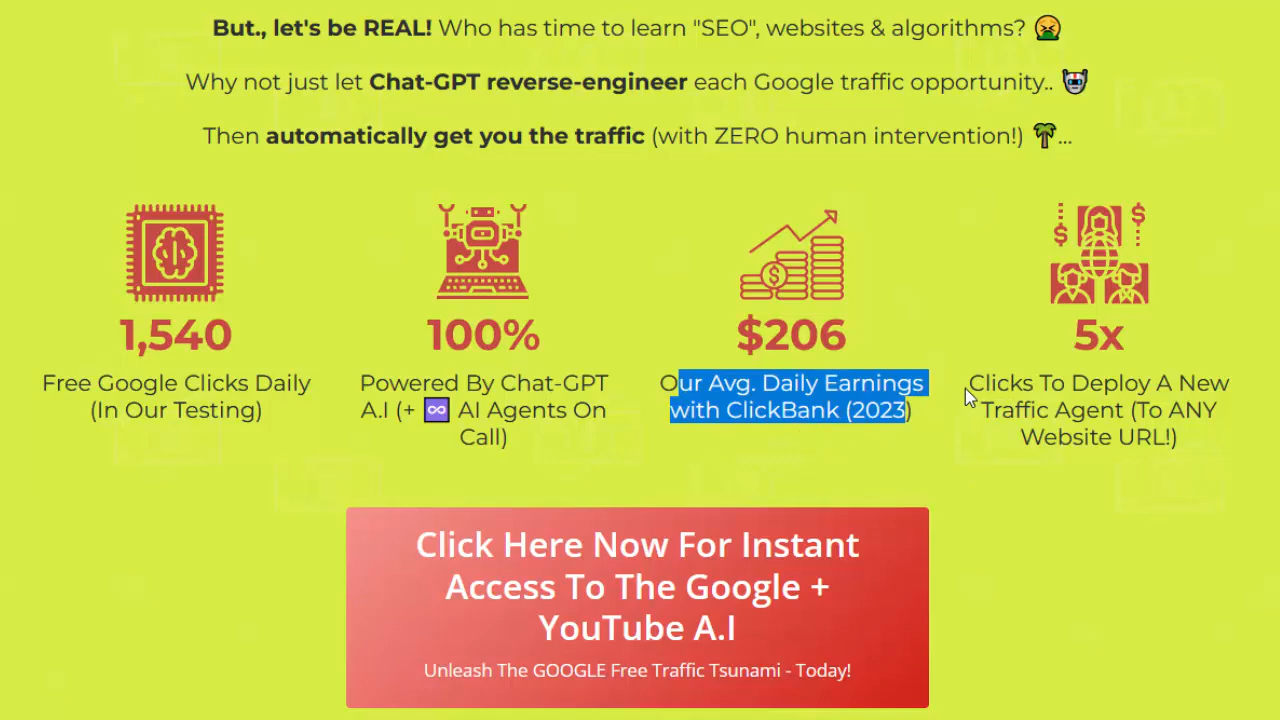 But., let's be REAL! Who has time to learn "SEO", websites & algorithms? 🤮
Why not just let Chat-GPT reverse-engineer each Google traffic opportunity.. 🤖
Then automatically get you the traffic (with ZERO human intervention!) 🌴...
1,540
Free Google Clicks Daily
(In Our Testing)
100%
Powered By Chat-GPT
A.I (+ ♾️ AI Agents On
Call)
$206
Our Avg. Daily Earnings
with ClickBank (2023)
5x
Clicks To Deploy A New
Traffic Agent (To ANY
Website URL!)
Click Here Now For Instant
Access To The Google +
YouTube A.I
Unleash The GOOGLE Free Traffic Tsunami - Today!